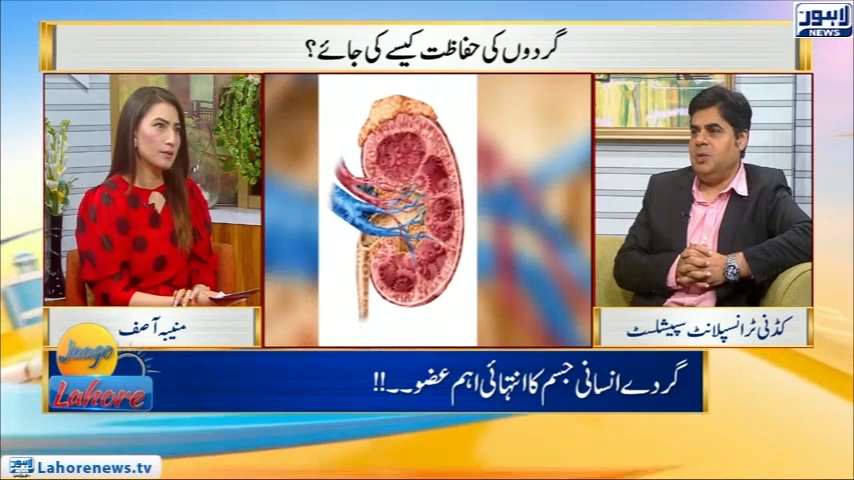 لاہور
NEWS
گردوں کی حفاظت کیسے کی جائے؟
منیبہ آصف
کڈنی ٹرانسپلانٹ سپیشلسٹ
Jaago
Lahore
گردے انسانی جسم کا انتہائی اہم عضو۔۔!!
لاہور
Lahorenews.tv